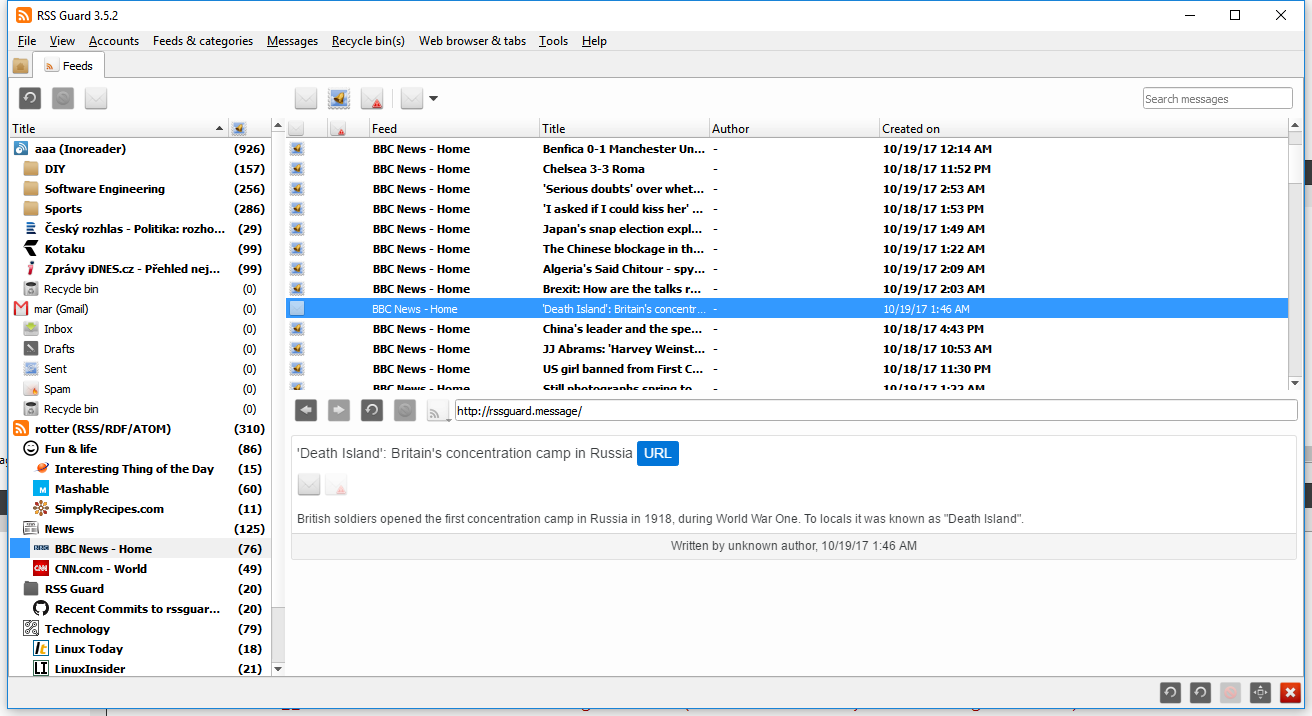 RSS Guard 3.5.2
File View Accounts Feeds & categories Messages Recycle bin(s) Web browser & tabs Tools Help
Feeds
Search messages
Title
aaa (Inoreader) (926)
DIY (157)
Software Engineering (256)
Sports (286)
Český rozhlas - Politika: rozho... (29)
Kotaku (99)
Zprávy iDNES.cz - Přehled nej... (99)
Recycle bin (0)
mar (Gmail) (0)
Inbox (0)
Drafts (0)
Sent (0)
Spam (0)
Recycle bin (0)
rotter (RSS/RDF/ATOM) (310)
Fun & life (86)
Interesting Thing of the Day (15)
Mashable (60)
SimplyRecipes.com (11)
News (125)
BBC News - Home (76)
CNN.com - World (49)
RSS Guard (20)
Recent Commits to rssguar... (20)
Technology (79)
Linux Today (18)
LinuxInsider (21)
Feed Title Author Created on
BBC News - Home Benfica 0-1 Manchester Un... - 10/19/17 12:14 AM
BBC News - Home Chelsea 3-3 Roma - 10/18/17 11:52 PM
BBC News - Home 'Serious doubts' over whet... - 10/19/17 2:53 AM
BBC News - Home 'I asked if I could kiss her' ... - 10/18/17 1:53 PM
BBC News - Home Japan's snap election expl... - 10/19/17 1:49 AM
BBC News - Home The Chinese blockage in th... - 10/19/17 1:22 AM
BBC News - Home Algeria's Said Chitour - spy... - 10/19/17 2:09 AM
BBC News - Home Brexit: How are the talks r... - 10/19/17 2:03 AM
BBC News - Home 'Death Island': Britain's concentr... - 10/19/17 1:46 AM
BBC News - Home China's leader and the spe... - 10/18/17 4:43 PM
BBC News - Home JJ Abrams: 'Harvey Weinst... - 10/18/17 10:53 AM
BBC News - Home US girl banned from First C... - 10/18/17 11:30 PM
BBC News - Home Still photographs spring to - 10/19/17 1:22 AM
http://rssguard.message/
'Death Island': Britain's concentration camp in Russia URL
British soldiers opened the first concentration camp in Russia in 1918, during World War One. To locals it was known as "Death Island".
Written by unknown author, 10/19/17 1:46 AM